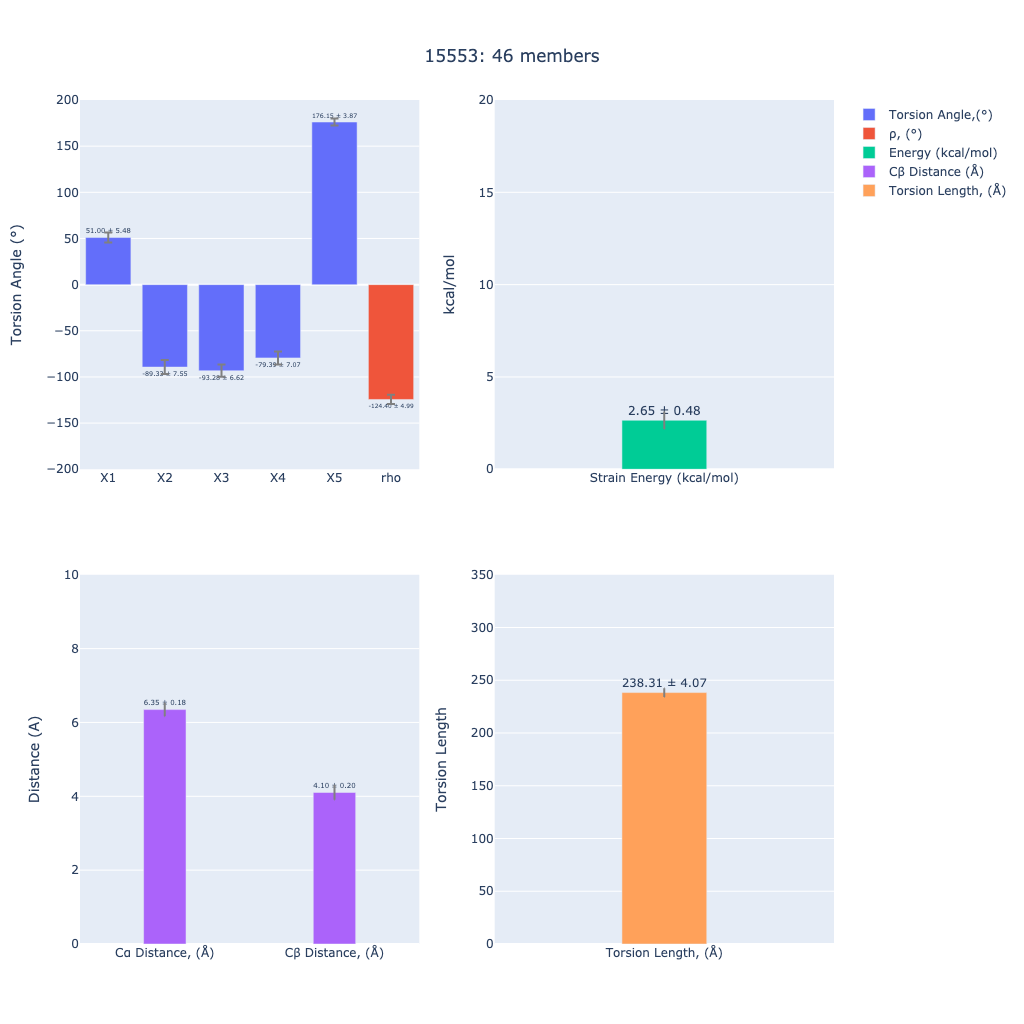 15553: 46 members
Torsion Angle (°)
200
150
100
50
0
−50
−100
−150
−200
51.00 ± 5.48
-89.33 ± 7.55
-93.28 ± 6.62
-79.39 ± 7.07
176.15 ± 3.87
-124.40 ± 4.99
X1 X2 X3 X4 X5 rho
kcal/mol
20
15
10
5
0
2.65 ± 0.48
Strain Energy (kcal/mol)
Torsion Angle,(°)
ρ, (°)
Energy (kcal/mol)
Cβ Distance (Å)
Torsion Length, (Å)
Distance (A)
10
8
6
4
2
0
6.35 ± 0.18
4.10 ± 0.20
Cα Distance, (Å) Cβ Distance, (Å)
Torsion Length
350
300
250
200
150
100
50
0
238.31 ± 4.07
Torsion Length, (Å)